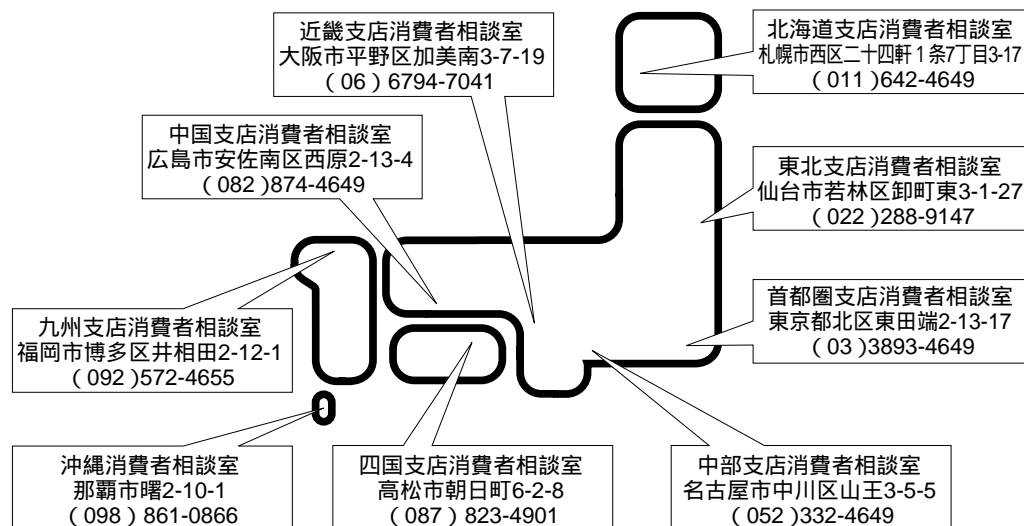 近畿支店消費者相談室
大阪市平野区加美南3-7-19
(06)6794-7041
北海道支店消費者相談室
札幌市西区二十四軒1条7丁目3-17
(011)642-4649
中国支店消費者相談室
広島市安佐南区西原2-13-4
(082)874-4649
東北支店消費者相談室
仙台市若林区卸町東3-1-27
(022)288-9147
首都圏支店消費者相談室
東京都北区東田端2-13-17
(03)3893-4649
九州支店消費者相談室
福岡市博多区井相田2-12-1
(092)572-4655
沖縄消費者相談室
那覇市曙2-10-1
(098)861-0866
四国支店消費者相談室
高松市朝日町6-2-8
(087)823-4901
中部支店消費者相談室
名古屋市中川区山王3-5-5
(052)332-4649